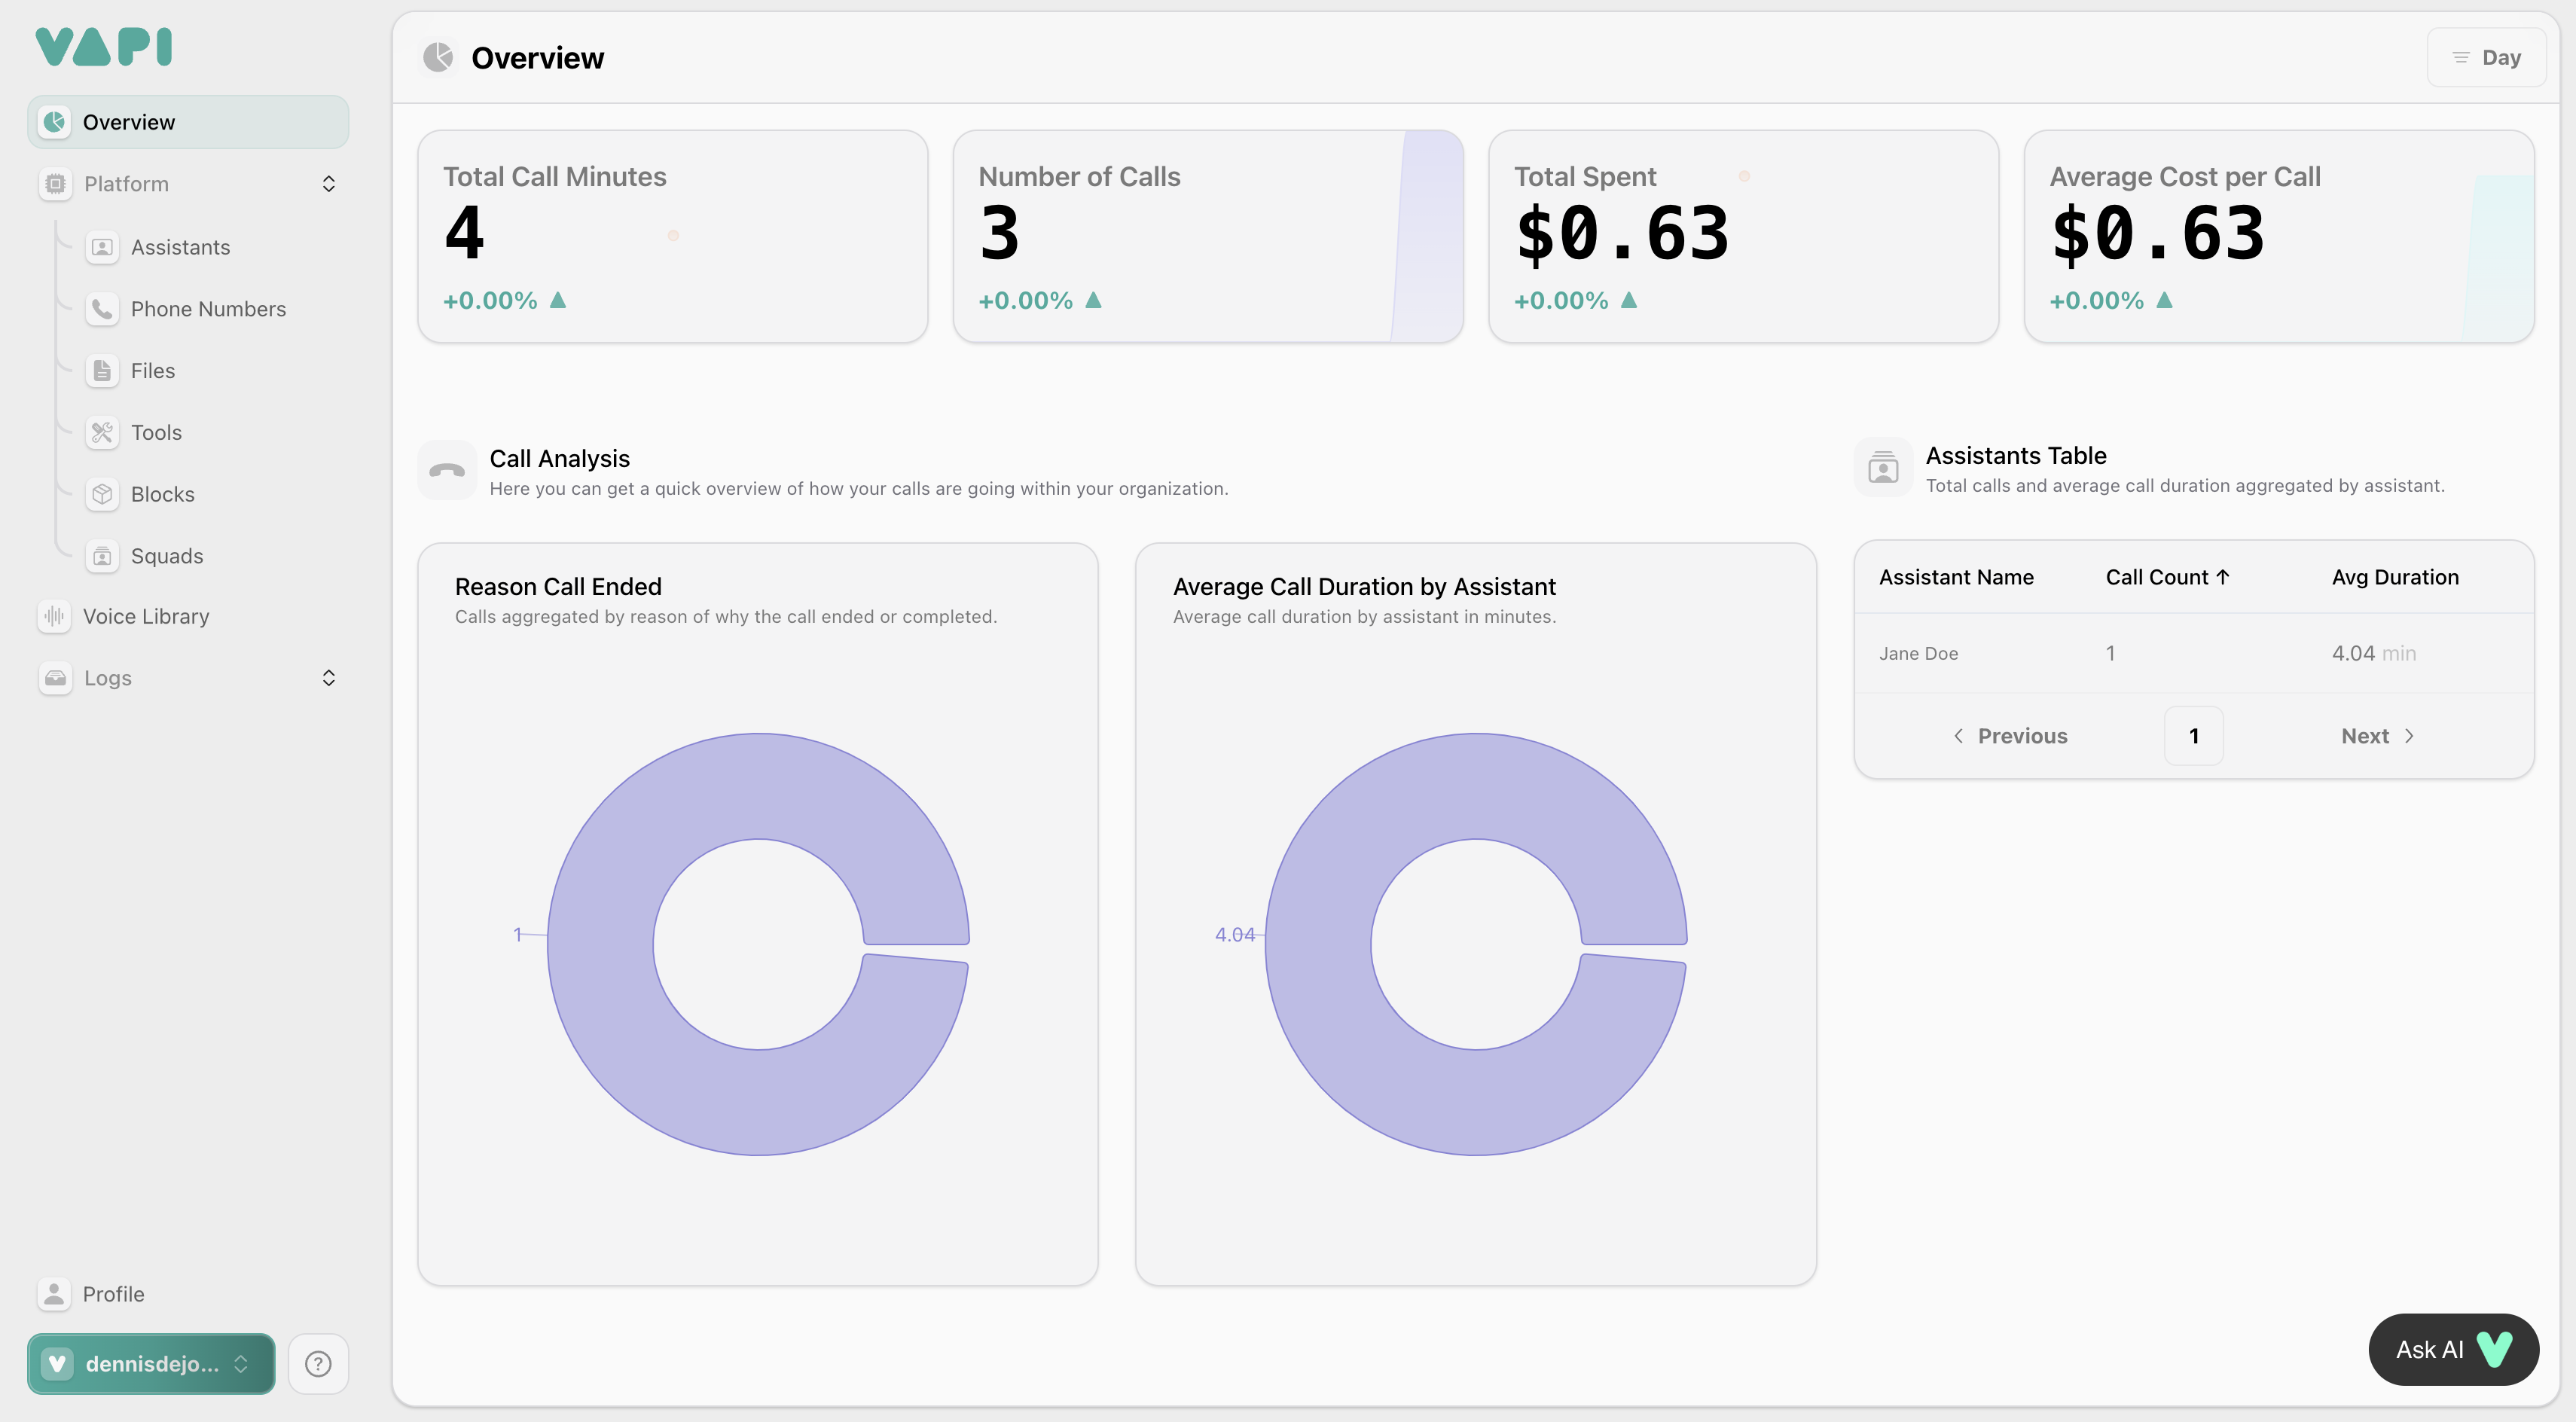 VAPI
Overview
Platform
Assistants
Phone Numbers
Files
Tools
Blocks
Squads
Voice Library
Logs
Profile
dennisdejo...
?
Overview
Day
Total Call Minutes
4
+0.00%
Number of Calls
3
+0.00%
Total Spent
$0.63
+0.00%
Average Cost per Call
$0.63
+0.00%
Call Analysis
Here you can get a quick overview of how your calls are going within your organization.
Reason Call Ended
Calls aggregated by reason of why the call ended or completed.
1
Average Call Duration by Assistant
Average call duration by assistant in minutes.
4.04
Assistants Table
Total calls and average call duration aggregated by assistant.
Assistant Name Call Count ↑ Avg Duration
Jane Doe 1 4.04 min
Previous 1 Next
Ask AI